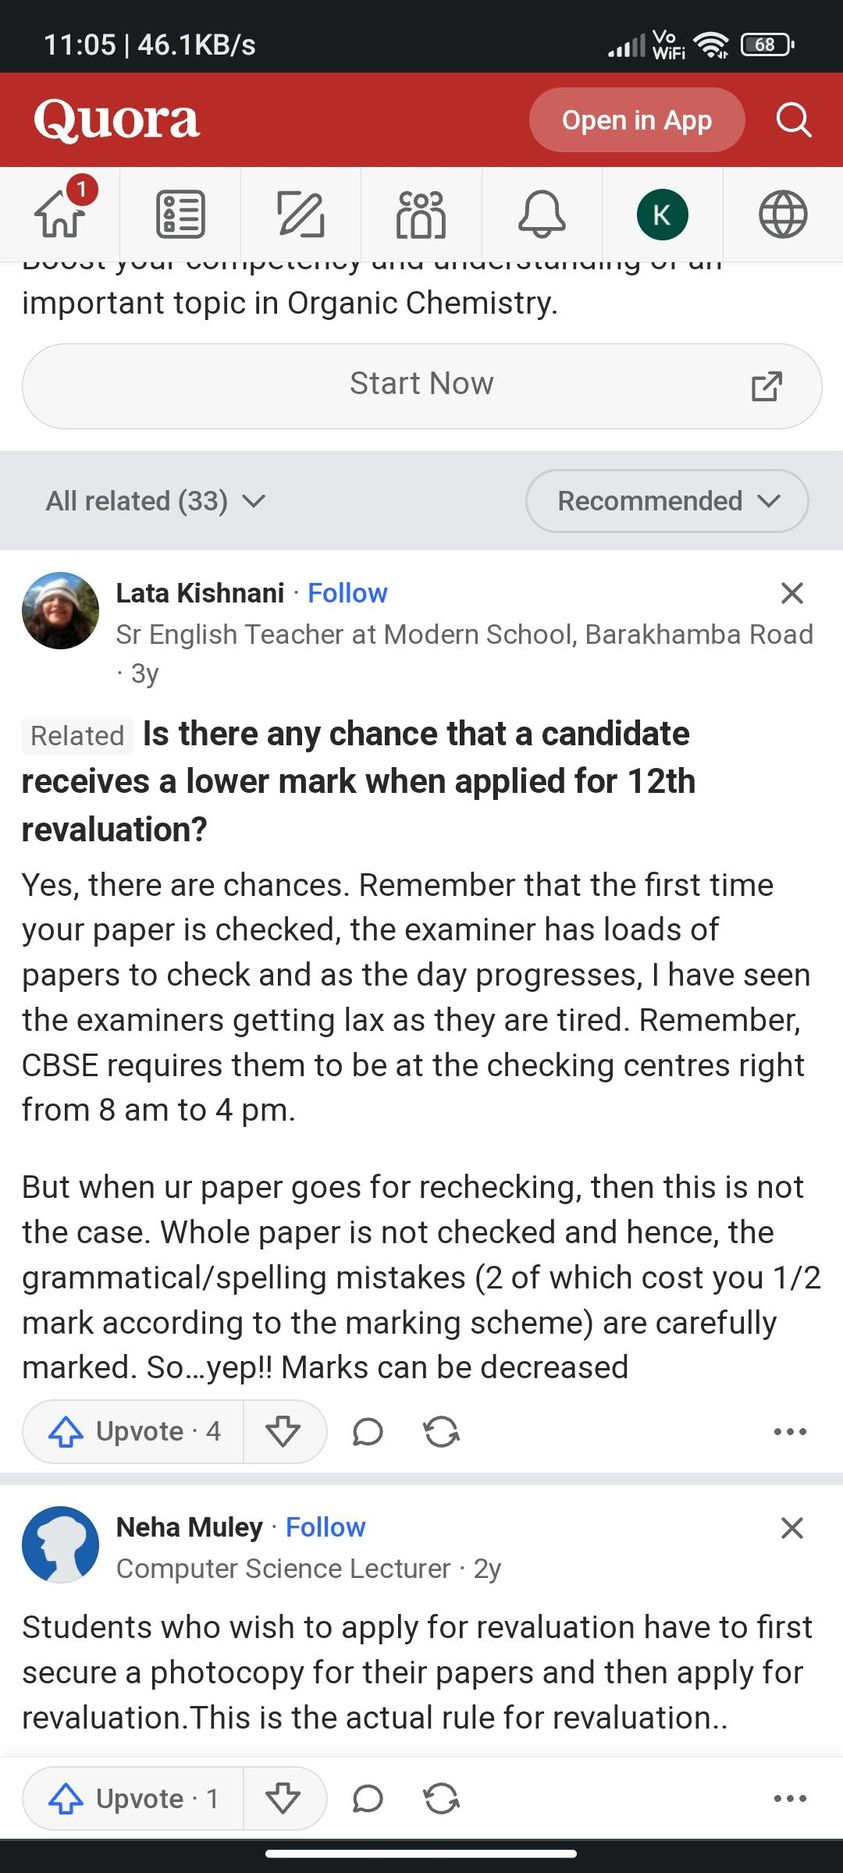 11:05 | 46.1KB/s
Vo
WiFi
68
Quora
Open in App
1
K
Boost your competency and understanding of an
important topic in Organic Chemistry.
Start Now
All related (33)
Recommended
Lata Kishnani · Follow
Sr English Teacher at Modern School, Barakhamba Road
· 3y
Related Is there any chance that a candidate
receives a lower mark when applied for 12th
revaluation?
Yes, there are chances. Remember that the first time
your paper is checked, the examiner has loads of
papers to check and as the day progresses, I have seen
the examiners getting lax as they are tired. Remember,
CBSE requires them to be at the checking centres right
from 8 am to 4 pm.
But when ur paper goes for rechecking, then this is not
the case. Whole paper is not checked and hence, the
grammatical/spelling mistakes (2 of which cost you 1/2
mark according to the marking scheme) are carefully
marked. So...yep!! Marks can be decreased
Upvote · 4
Neha Muley · Follow
Computer Science Lecturer · 2y
Students who wish to apply for revaluation have to first
secure a photocopy for their papers and then apply for
revaluation.This is the actual rule for revaluation..
Upvote · 1